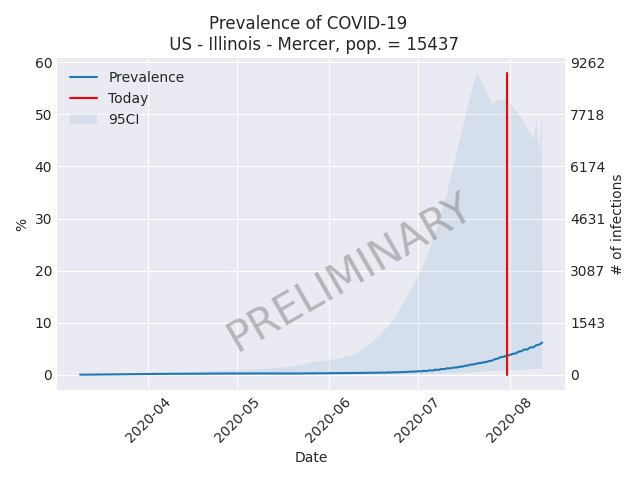 Prevalence of COVID-19
US - Illinois - Mercer, pop. = 15437
Prevalence
Today
95CI
PRELIMINARY
60
50
40
30
20
10
0
%
9262
7718
6174
4631
3087
1543
0
# of infections
2020-04
2020-05
2020-06
2020-07
2020-08
Date